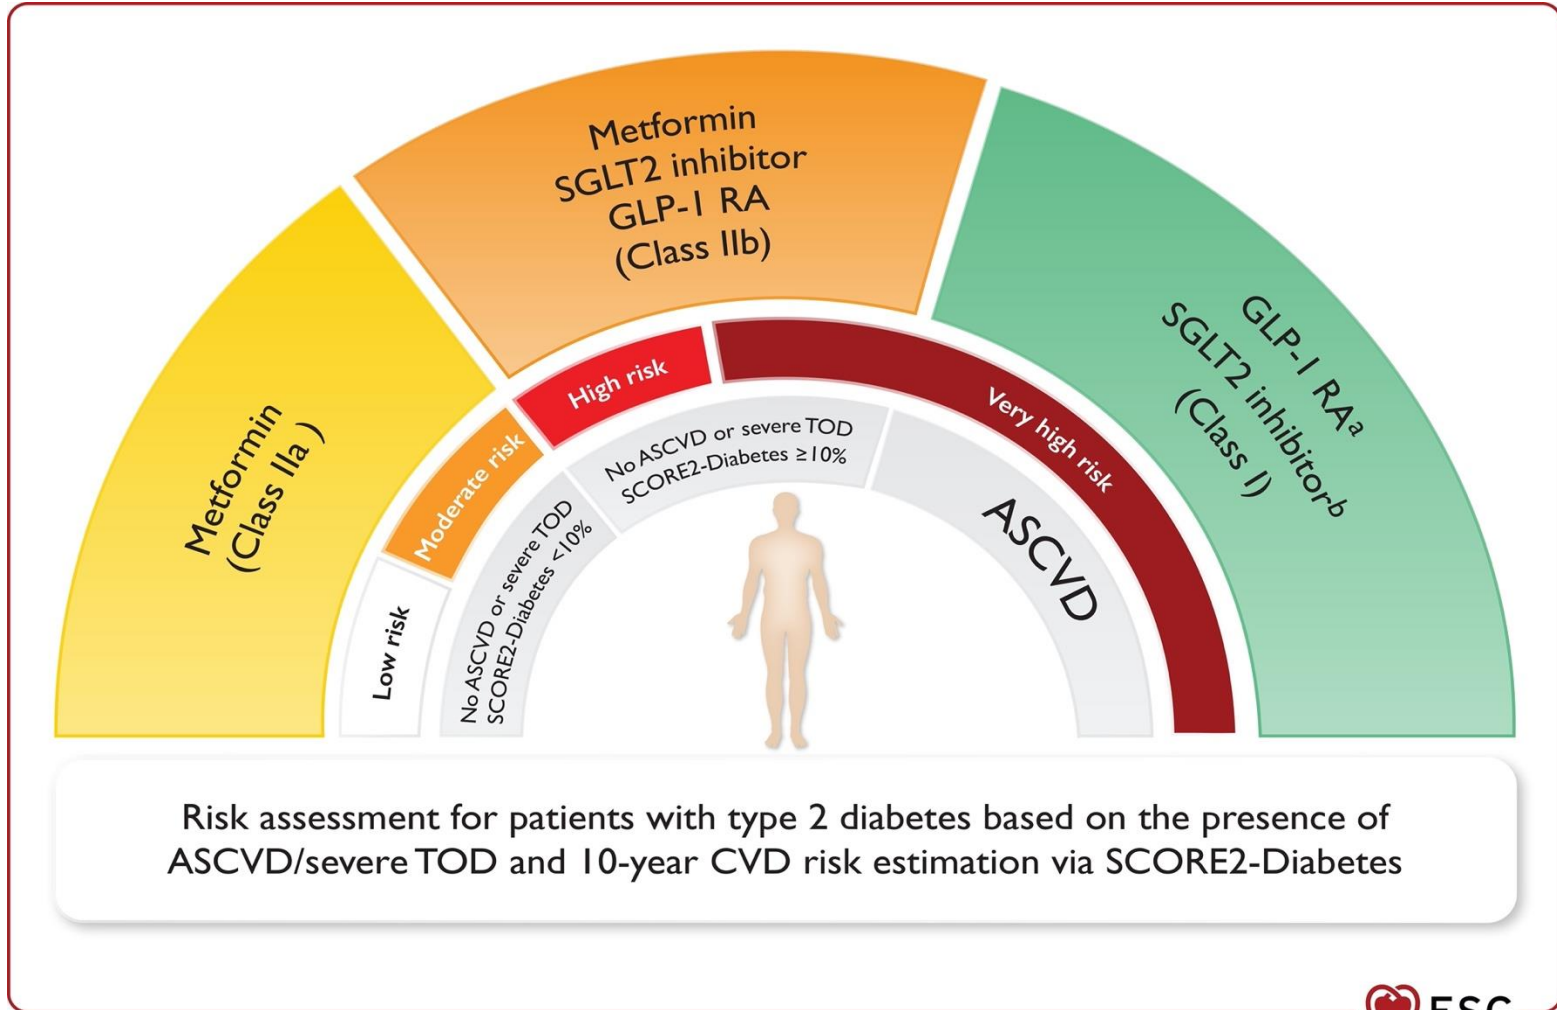 Metformin
(Class IIa )
Metformin
SGLT2 inhibitor
GLP-1 RA
(Class IIb)
GLP-1 RAa
SGLT2 inhibitorb
(Class I)
Low risk
Moderate risk
High risk
Very high risk
No ASCVD or severe TOD
SCORE2-Diabetes <10%
No ASCVD or severe TOD
SCORE2-Diabetes ≥10%
ASCVD
Risk assessment for patients with type 2 diabetes based on the presence of
ASCVD/severe TOD and 10-year CVD risk estimation via SCORE2-Diabetes
ESC